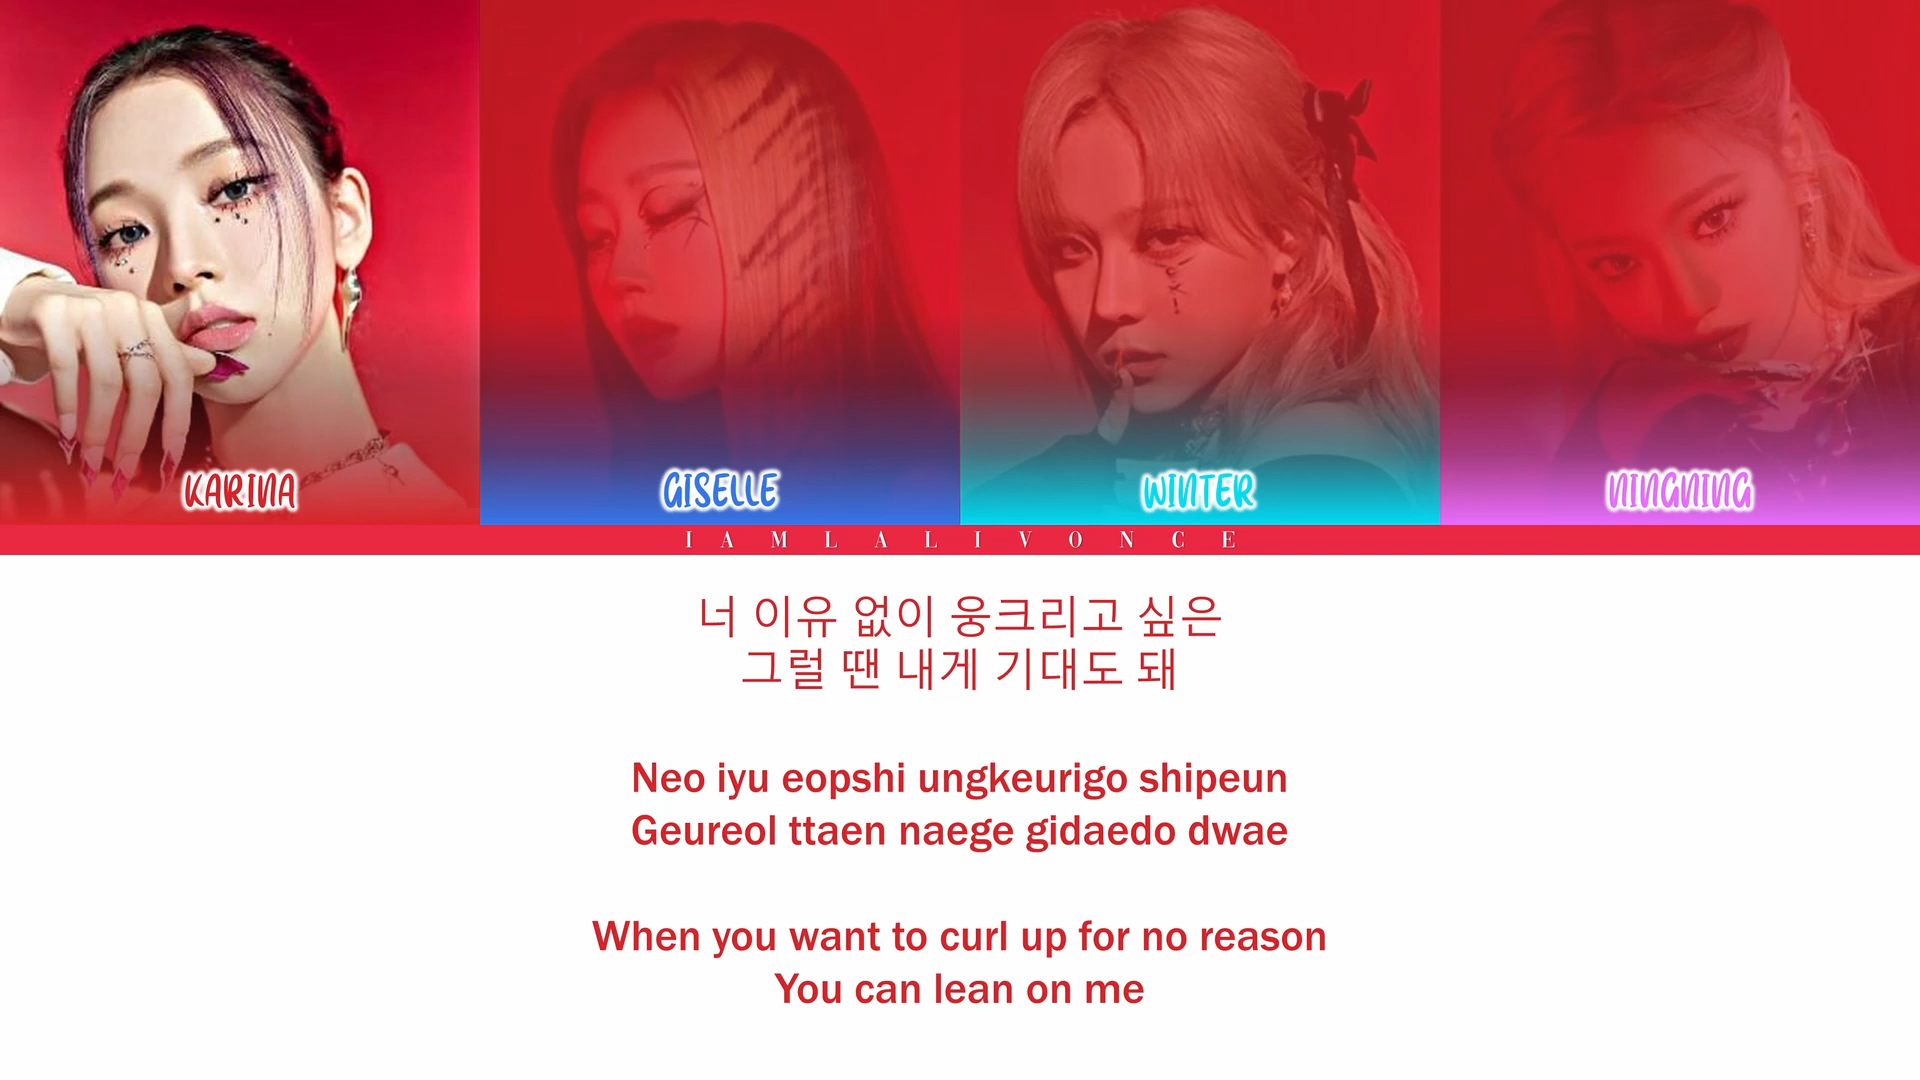 KARINA
GISELLE
WINTER
NINGNING
IAMLALIVONCE
너 이유 없이 웅크리고 싶은
그럴 땐 내게 기대도 돼
Neo iyu eopshi ungkeurigo shipeun
Geureol ttaen naege gidaedo dwae
When you want to curl up for no reason
You can lean on me